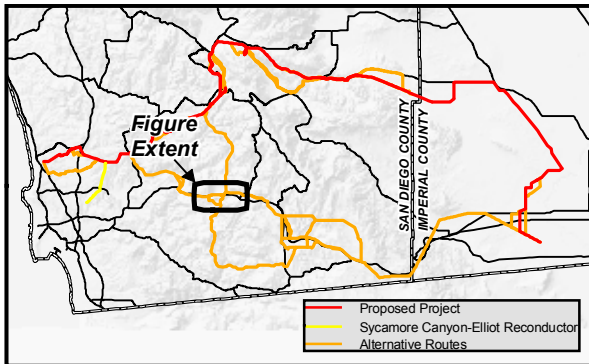 Figure
Extent
SAN DIEGO COUNTY
IMPERIAL COUNTY
Proposed Project
Sycamore Canyon-Elliot Reconductor
Alternative Routes